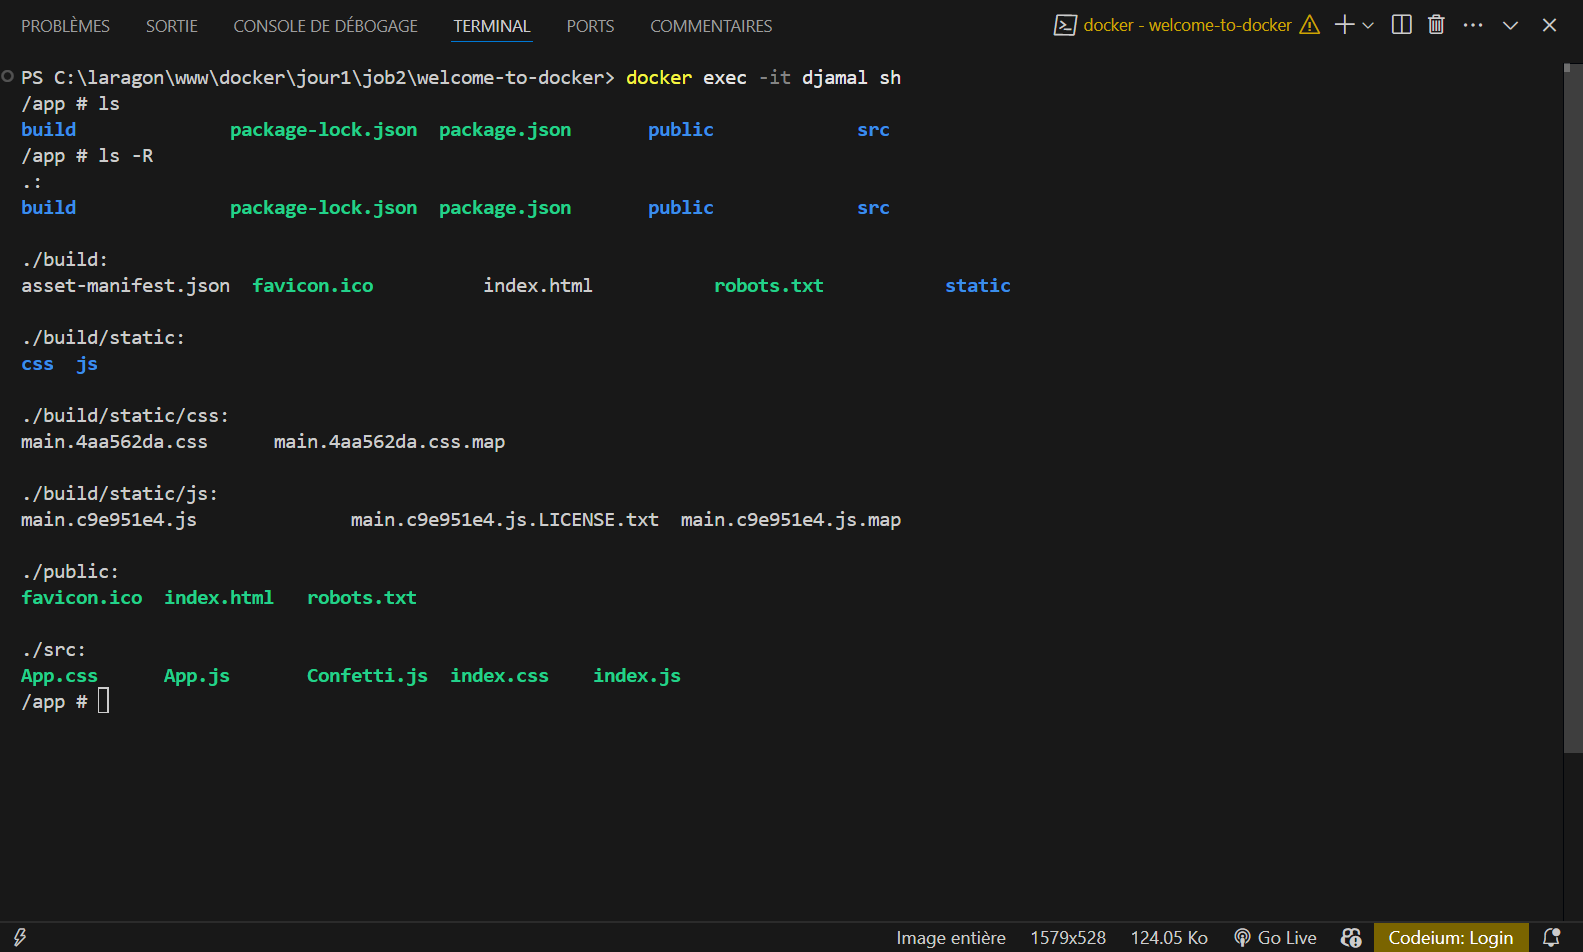 PROBLÈMES SORTIE CONSOLE DE DÉBOGAGE TERMINAL PORTS COMMENTAIRES docker - welcome-to-docker
PS C:\laragon\www\docker\jour1\job2\welcome-to-docker> docker exec -it djamal sh
/app # ls
build package-lock.json package.json public src
/app # ls -R
.:
build package-lock.json package.json public src
./build:
asset-manifest.json favicon.ico index.html robots.txt static
./build/static:
css js
./build/static/css:
main.4aa562da.css main.4aa562da.css.map
./build/static/js:
main.c9e951e4.js main.c9e951e4.js.LICENSE.txt main.c9e951e4.js.map
./public:
favicon.ico index.html robots.txt
./src:
App.css App.js Confetti.js index.css index.js
/app #
Image entière 1579x528 124.05 Ko Go Live Codeium: Login